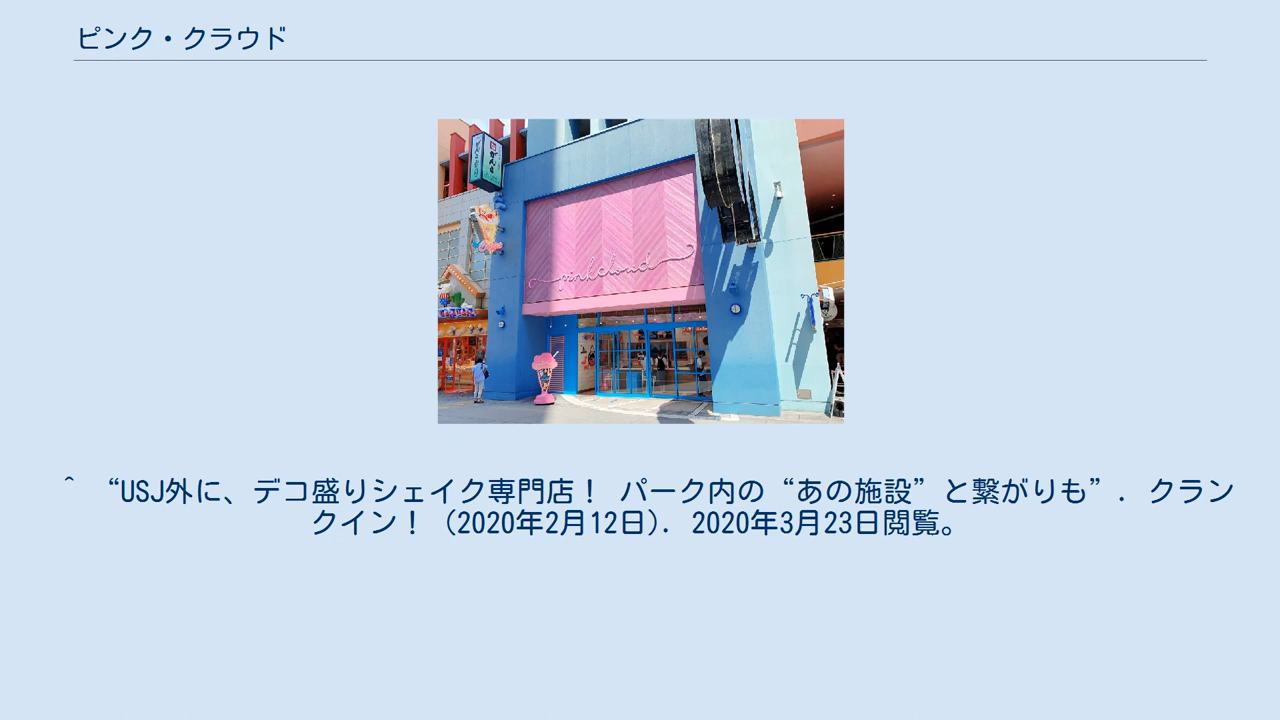 ピンク・クラウド
pinkcloud
^ “USJ外に、デコ盛りシェイク専門店！ パーク内の“あの施設”と繋がりも”. クラン
クイン！ (2020年2月12日). 2020年3月23日閲覧。